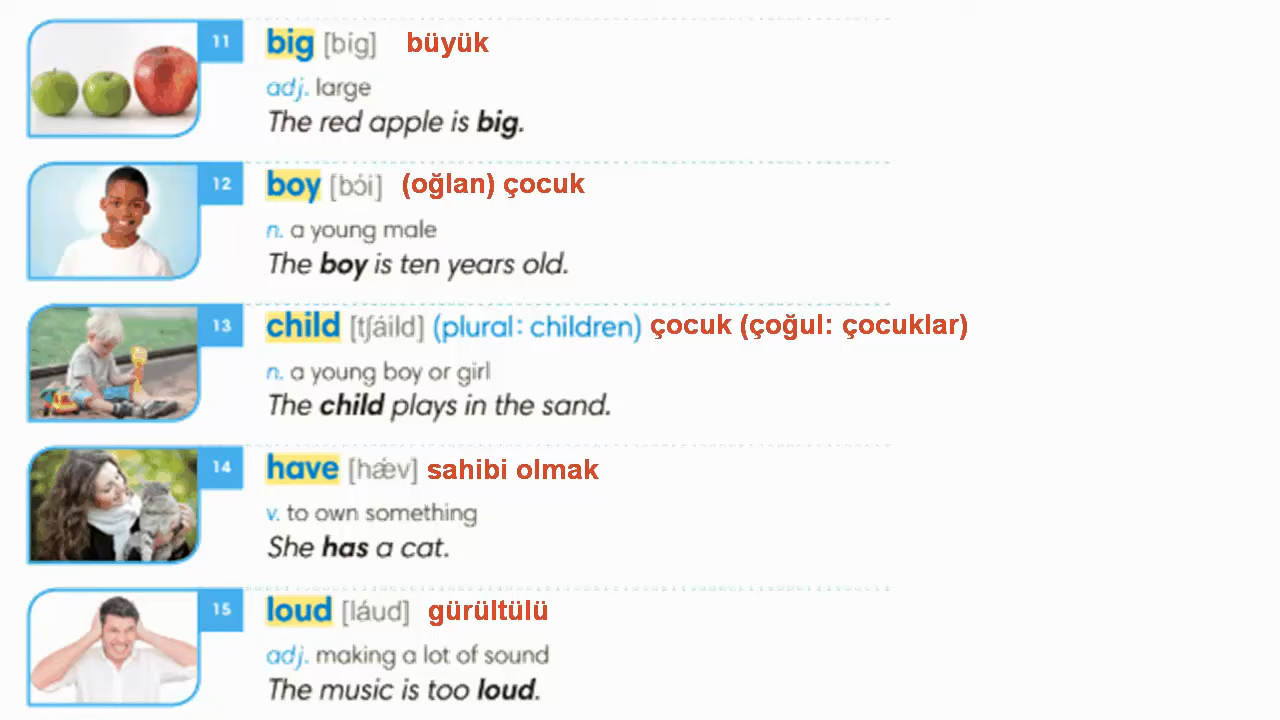 11 big [bíg] büyük
adj. large
The red apple is big.
12 boy [bɔ́i] (oğlan) çocuk
n. a young male
The boy is ten years old.
13 child [tʃáild] (plural: children) çocuk (çoğul: çocuklar)
n. a young boy or girl
The child plays in the sand.
14 have [hǽv] sahibi olmak
v. to own something
She has a cat.
15 loud [láud] gürültülü
adj. making a lot of sound
The music is too loud.